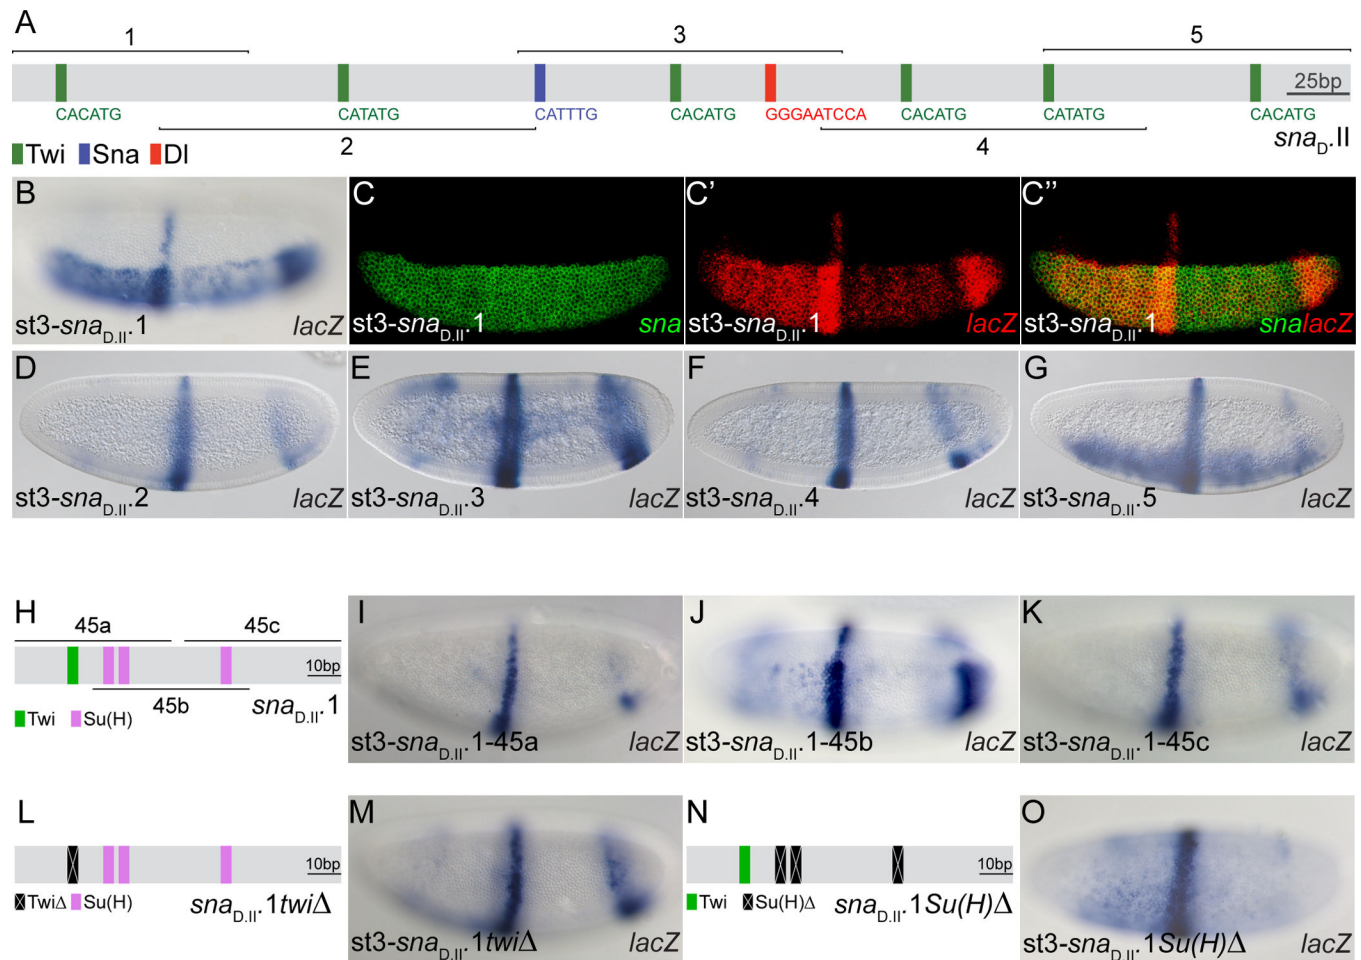 A
1
3
5
25bp
CACATG
CATATG
CATTTG
CACATG
GGGAATCCA
CACATG
CATATG
CACATG
2
4
snaD.II
Twi Sna Dl
B
st3-snaD.II.1
lacZ
C
st3-snaD.II.1
sna
C'
st3-snaD.II.1
lacZ
C''
st3-snaD.II.1
snalacZ
D
st3-snaD.II.2
lacZ
E
st3-snaD.II.3
lacZ
F
st3-snaD.II.4
lacZ
G
st3-snaD.II.5
lacZ
H
45a
45c
10bp
45b
snaD.II.1
Twi Su(H)
I
st3-snaD.II.1-45a
lacZ
J
st3-snaD.II.1-45b
lacZ
K
st3-snaD.II.1-45c
lacZ
L
10bp
TwiΔ Su(H)
snaD.II.1twiΔ
M
st3-snaD.II.1twiΔ
lacZ
N
10bp
Twi Su(H)Δ
snaD.II.1Su(H)Δ
O
st3-snaD.II.1Su(H)Δ
lacZ